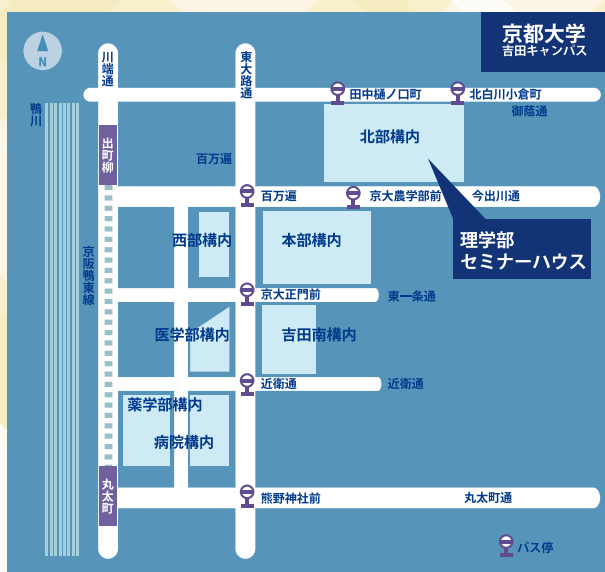 京都大学
吉田キャンパス
N
川端通
東大路通
田中樋ノ口町
北白川小倉町
御蔭通
鴨川
出町柳
北部構内
百万遍
百万遍
京大農学部前
今出川通
西部構内
本部構内
理学部
セミナーハウス
京阪鴨東線
京大正門前
東一条通
医学部構内
吉田南構内
近衛通
近衛通
薬学部構内
病院構内
丸太町
熊野神社前
丸太町通
バス停